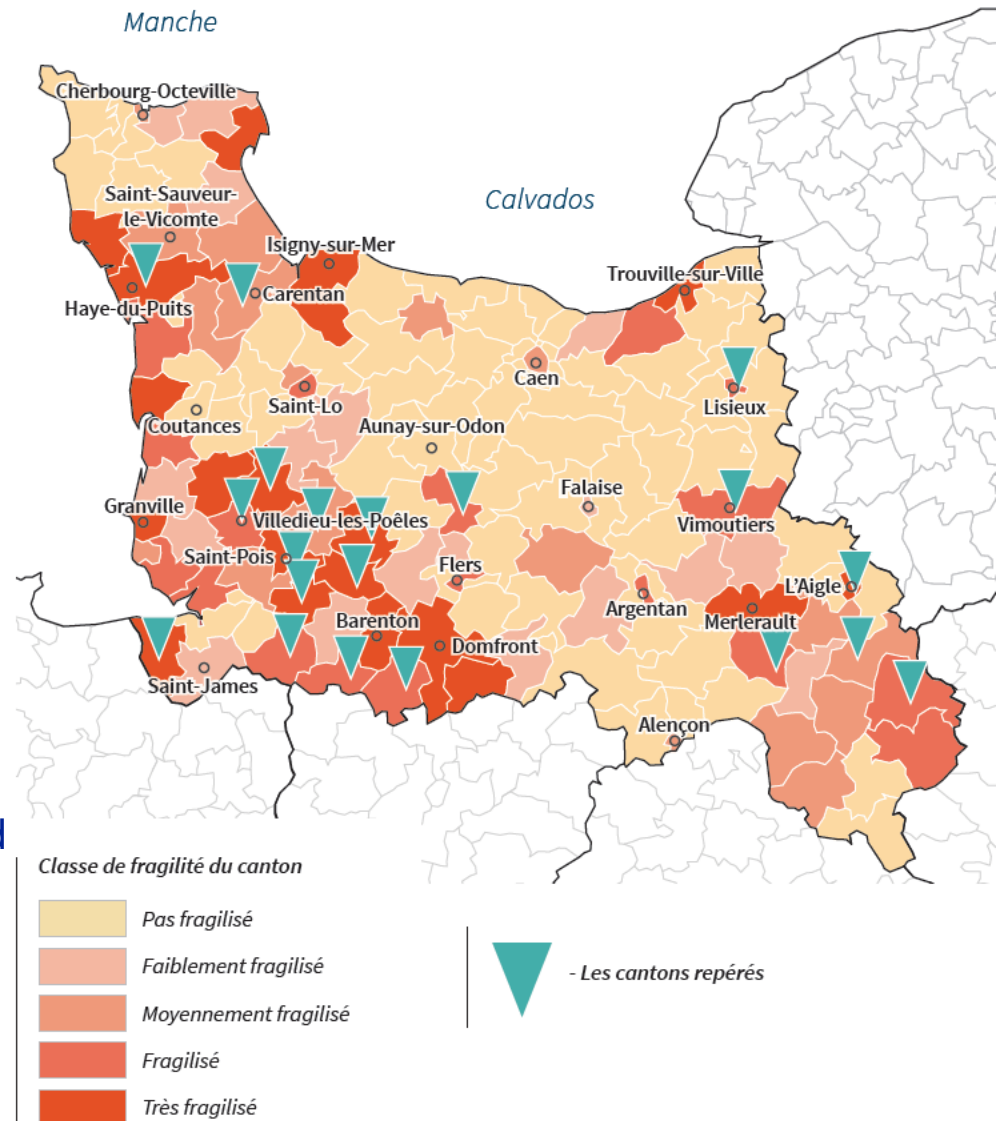 Manche
Cherbourg-Octeville
Calvados
Saint-Sauveur-
le-Vicomte
Isigny-sur-Mer
Trouville-sur-Ville
Carentan
Haye-du-Puits
Caen
Lisieux
Saint-Lo
Coutances
Aunay-sur-Odon
Falaise
Granville
Villedieu-les-Poêles
Vimoutiers
Saint-Pois
Flers
L'Aigle
Argentan
Merlerault
Barenton
Domfront
Saint-James
Alençon
Classe de fragilité du canton
Pas fragilisé
Faiblement fragilisé
- Les cantons repérés
Moyennement fragilisé
Fragilisé
Très fragilisé